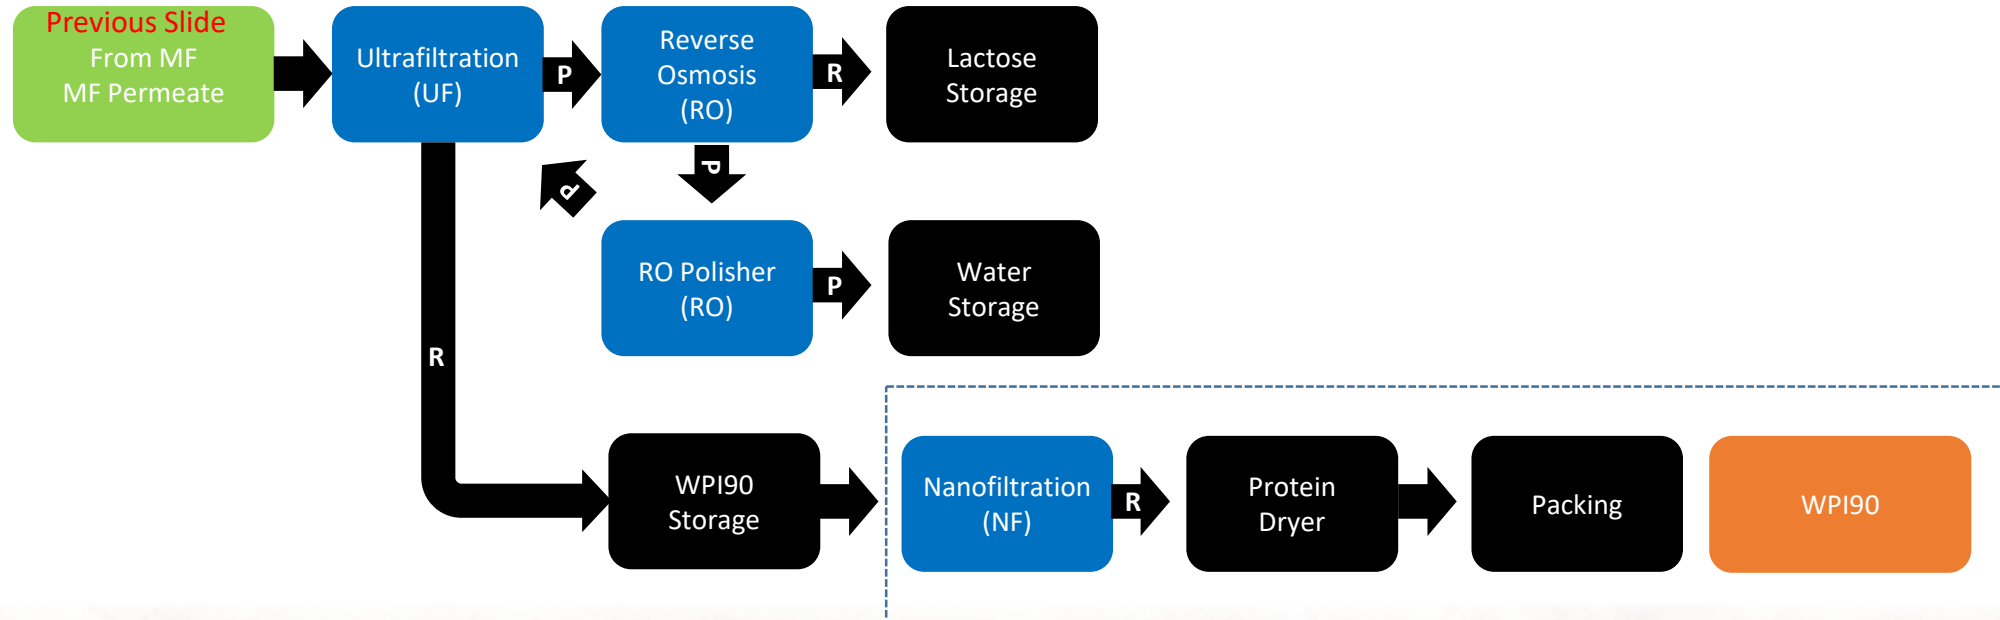 Previous Slide
From MF
MF Permeate
Ultrafiltration
(UF)
P
Reverse
Osmosis
(RO)
R
Lactose
Storage
P
P
RO Polisher
(RO)
P
Water
Storage
R
WPI90
Storage
Nanofiltration
(NF)
R
Protein
Dryer
Packing
WPI90